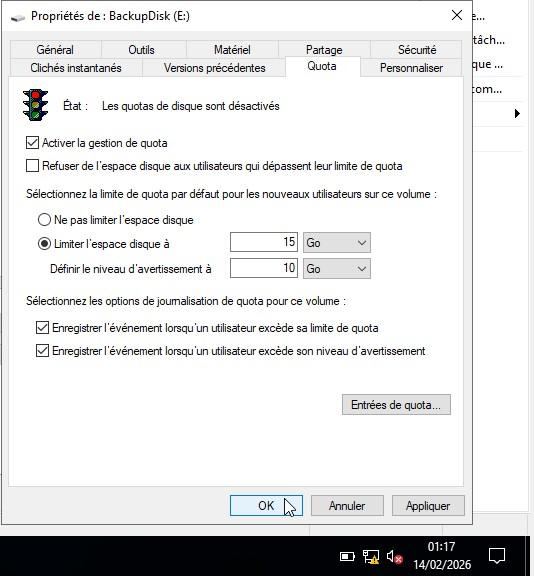 Propriétés de : BackupDisk (E:)
e...
Général Outils Matériel Partage Sécurité
tâch...
Clichés instantanés Versions précédentes Quota Personnaliser
que ...
com...
État : Les quotas de disque sont désactivés
Activer la gestion de quota
Refuser de l'espace disque aux utilisateurs qui dépassent leur limite de quota
Sélectionnez la limite de quota par défaut pour les nouveaux utilisateurs sur ce volume :
Ne pas limiter l'espace disque
Limiter l'espace disque à 15 Go
Définir le niveau d'avertissement à 10 Go
Sélectionnez les options de journalisation de quota pour ce volume :
Enregistrer l'événement lorsqu'un utilisateur excède sa limite de quota
Enregistrer l'événement lorsqu'un utilisateur excède son niveau d'avertissement
Entrées de quota...
OK Annuler Appliquer
01:17
14/02/2026